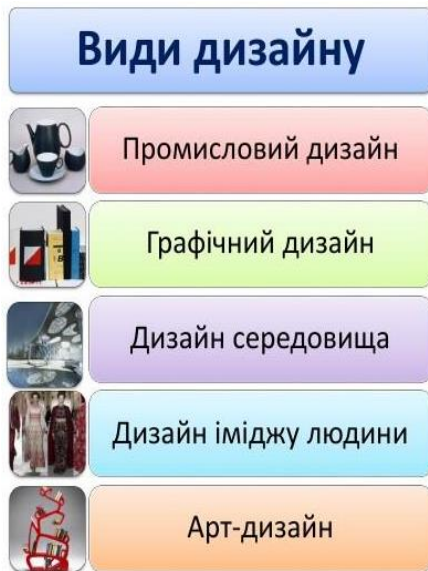 Види дизайну
Промисловий дизайн
Графічний дизайн
Дизайн середовища
Дизайн іміджу людини
Арт-дизайн